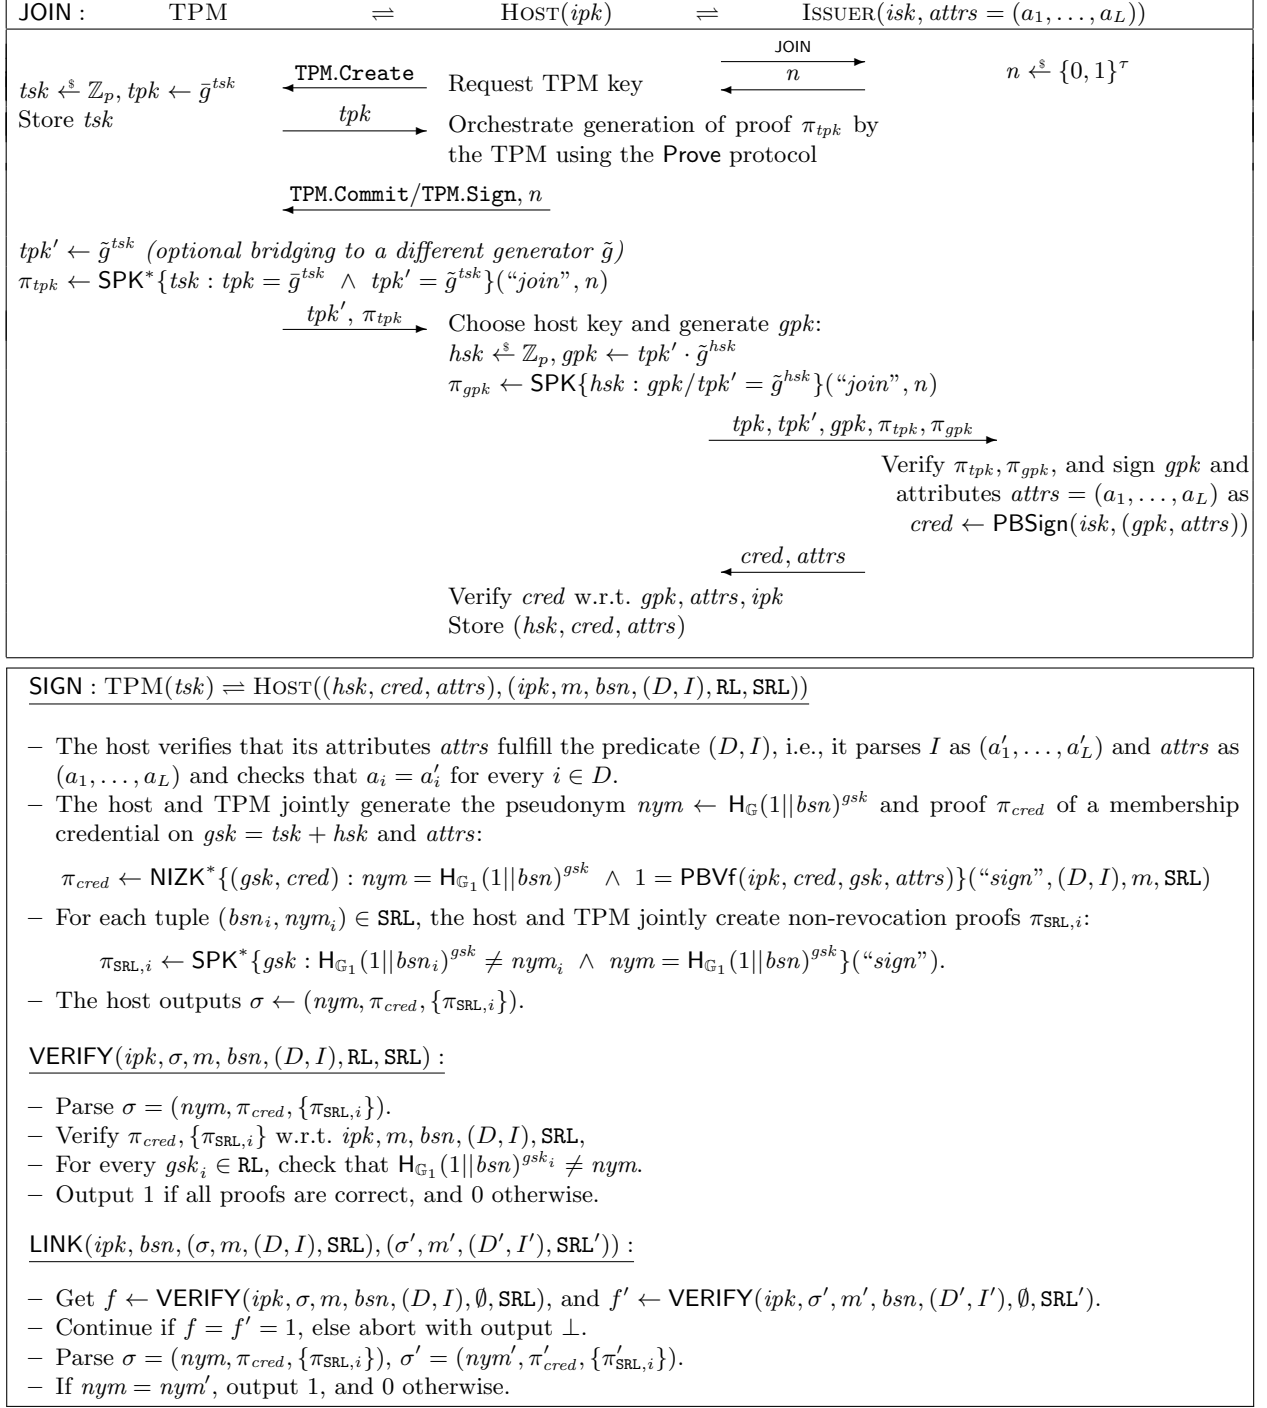 JOIN : TPM ⇌ HOST(ipk) ⇌ ISSUER(isk, attrs = (a₁, . . . , a_L))
JOIN
n
n ←$ {0, 1}^τ
tsk ←$ ℤ_p, tpk ← ḡ^tsk
TPM.Create
Request TPM key
Store tsk
tpk
Orchestrate generation of proof π_tpk by
the TPM using the Prove protocol
TPM.Commit/TPM.Sign, n
tpk′ ← g̃^tsk (optional bridging to a different generator g̃)
π_tpk ← SPK*{tsk : tpk = ḡ^tsk ∧ tpk′ = g̃^tsk}(“join”, n)
tpk′, π_tpk
Choose host key and generate gpk:
hsk ←$ ℤ_p, gpk ← tpk′ · g̃^hsk
π_gpk ← SPK{hsk : gpk/tpk′ = g̃^hsk}(“join”, n)
tpk, tpk′, gpk, π_tpk, π_gpk
Verify π_tpk, π_gpk, and sign gpk and
attributes attrs = (a₁, . . . , a_L) as
cred ← PBSign(isk, (gpk, attrs))
cred, attrs
Verify cred w.r.t. gpk, attrs, ipk
Store (hsk, cred, attrs)
SIGN : TPM(tsk) ⇌ HOST((hsk, cred, attrs), (ipk, m, bsn, (D, I), RL, SRL))
– The host verifies that its attributes attrs fulfill the predicate (D, I), i.e., it parses I as (a′₁, . . . , a′_L) and attrs as
(a₁, . . . , a_L) and checks that a_i = a′_i for every i ∈ D.
– The host and TPM jointly generate the pseudonym nym ← H_𝔾(1||bsn)^gsk and proof π_cred of a membership
credential on gsk = tsk + hsk and attrs:
π_cred ← NIZK*{(gsk, cred) : nym = H_𝔾₁(1||bsn)^gsk ∧ 1 = PBVf(ipk, cred, gsk, attrs)}(“sign”, (D, I), m, SRL)
– For each tuple (bsn_i, nym_i) ∈ SRL, the host and TPM jointly create non-revocation proofs π_SRL,i:
π_SRL,i ← SPK*{gsk : H_𝔾₁(1||bsn_i)^gsk ≠ nym_i ∧ nym = H_𝔾₁(1||bsn)^gsk}(“sign”).
– The host outputs σ ← (nym, π_cred, {π_SRL,i}).
VERIFY(ipk, σ, m, bsn, (D, I), RL, SRL) :
– Parse σ = (nym, π_cred, {π_SRL,i}).
– Verify π_cred, {π_SRL,i} w.r.t. ipk, m, bsn, (D, I), SRL,
– For every gsk_i ∈ RL, check that H_𝔾₁(1||bsn)^gsk_i ≠ nym.
– Output 1 if all proofs are correct, and 0 otherwise.
LINK(ipk, bsn, (σ, m, (D, I), SRL), (σ′, m′, (D′, I′), SRL′)) :
– Get f ← VERIFY(ipk, σ, m, bsn, (D, I), ∅, SRL), and f′ ← VERIFY(ipk, σ′, m′, bsn, (D′, I′), ∅, SRL′).
– Continue if f = f′ = 1, else abort with output ⊥.
– Parse σ = (nym, π_cred, {π_SRL,i}), σ′ = (nym′, π′_cred, {π′_SRL,i}).
– If nym = nym′, output 1, and 0 otherwise.